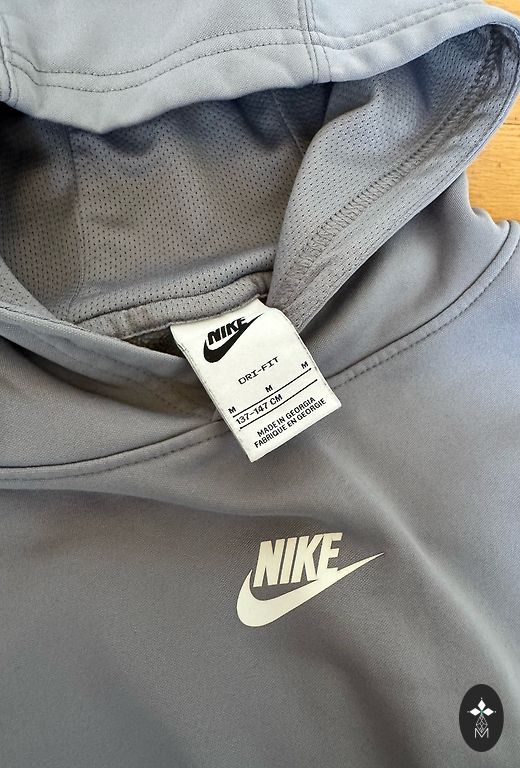 NIKE
DRI-FIT
M M M
137-147 CM
MADE IN GEORGIA
FABRIQUE EN GEORGIE
NIKE
M